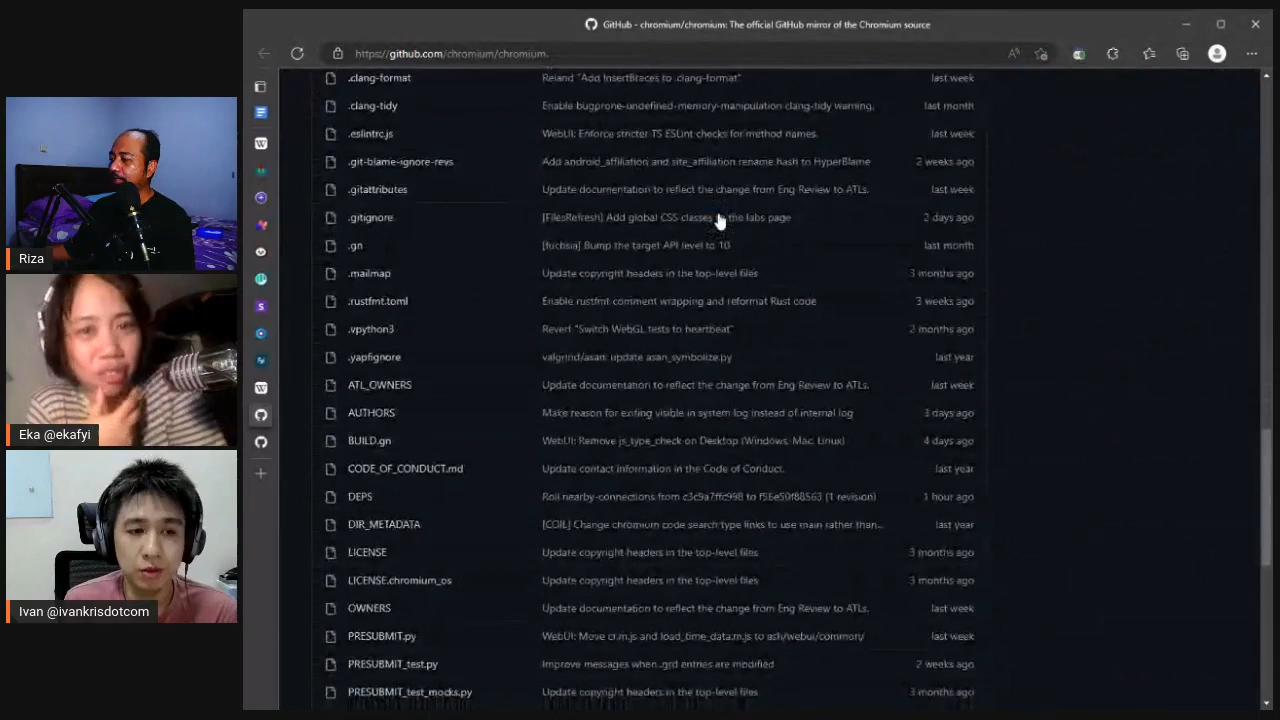 GitHub - chromium/chromium: The official GitHub mirror of the Chromium source
https://github.com/chromium/chromium.
.clang-format Reland "Add InsertBraces to .clang-format" last week
.clang-tidy Enable bugprone-undefined-memory-manipulation clang-tidy warning. last month
.eslintrc.js WebUI: Enforce stricter TS ESLint checks for method names. last week
.git-blame-ignore-revs Add android_affiliation and site_affiliation rename hash to HyperBlame 2 weeks ago
.gitattributes Update documentation to reflect the change from Eng Review to ATLs. last week
.gitignore [FilesRefresh] Add global CSS classes the labs page 2 days ago
.gn [fuchsia] Bump the target API level to 10 last month
.mailmap Update copyright headers in the top-level files 3 months ago
.rustfmt.toml Enable rustfmt comment wrapping and reformat Rust code 3 weeks ago
.vpython3 Revert "Switch WebGL tests to heartbeat" 2 months ago
.yapfignore valgrind/asan: update asan_symbolize.py last year
ATL_OWNERS Update documentation to reflect the change from Eng Review to ATLs. last week
AUTHORS Make reason for exiting visible in system log instead of internal log 3 days ago
BUILD.gn WebUI: Remove js_type_check on Desktop (Windows, Mac, Linux) 4 days ago
CODE_OF_CONDUCT.md Update contact information in the Code of Conduct. last year
DEPS Roll nearby-connections from c3c9a7ffc998 to f56e50f88563 (1 revision) 1 hour ago
DIR_METADATA [COIL] Change chromium code search type links to use main rather than... last year
LICENSE Update copyright headers in the top-level files 3 months ago
LICENSE.chromium_os Update copyright headers in the top-level files 3 months ago
OWNERS Update documentation to reflect the change from Eng Review to ATLs. last week
PRESUBMIT.py WebUI: Move cr.m.js and load_time_data.m.js to ash/webui/common/ last week
PRESUBMIT_test.py Improve messages when .grd entries are modified 2 weeks ago
PRESUBMIT_test_mocks.py Update copyright headers in the top-level files 3 months ago
Riza
Eka @ekafyi
Ivan @ivankrisdotcom